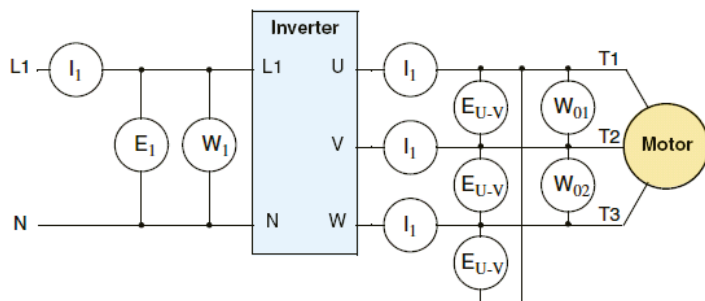 Inverter
L1 I1 L1 U I1 T1
E1 W1 EU-V W01
V I1 T2 Motor
EU-V W02
N N W I1 T3
EU-V